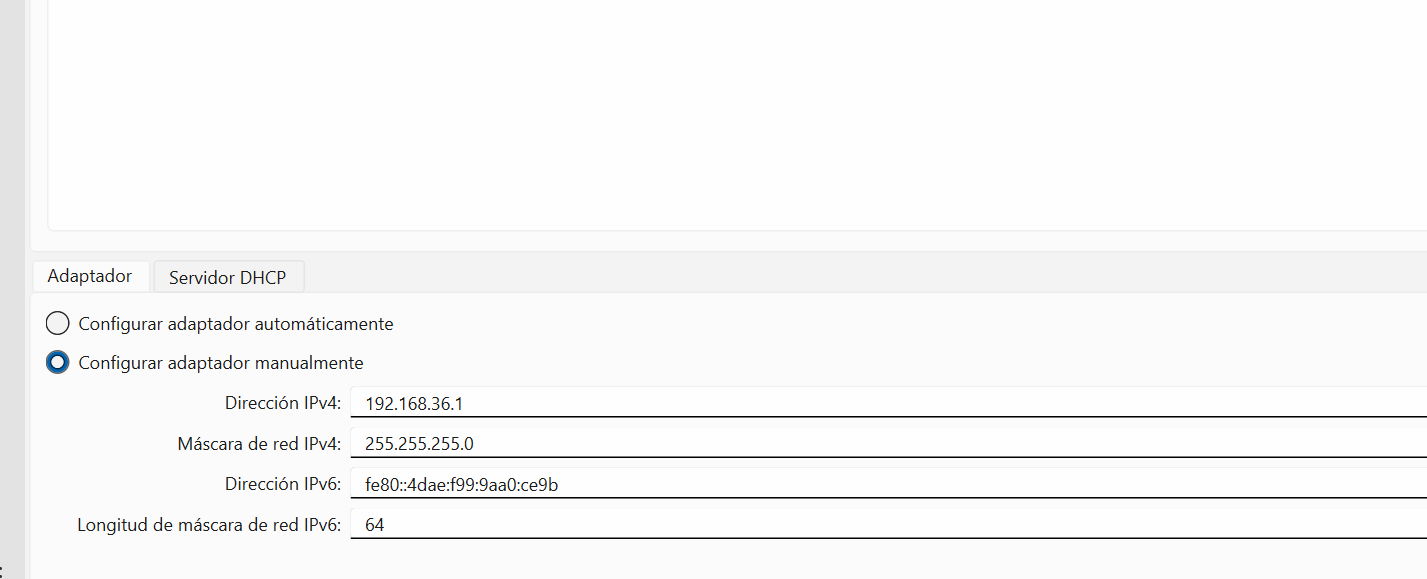 Adaptador
Servidor DHCP
Configurar adaptador automáticamente
Configurar adaptador manualmente
Dirección IPv4: 192.168.36.1
Máscara de red IPv4: 255.255.255.0
Dirección IPv6: fe80::4dae:f99:9aa0:ce9b
Longitud de máscara de red IPv6: 64